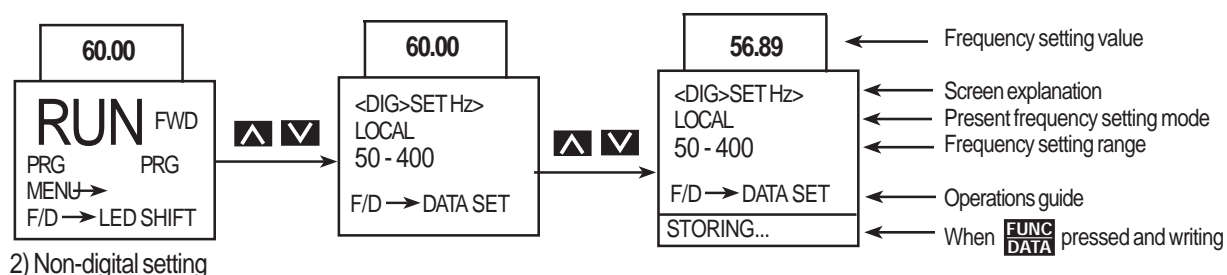 60.00
RUN FWD
PRG PRG
MENU
F/D LED SHIFT
60.00
<DIG>SET Hz>
LOCAL
50 - 400
F/D DATA SET
56.89
<DIG>SET Hz>
LOCAL
50 - 400
F/D DATA SET
STORING...
Frequency setting value
Screen explanation
Present frequency setting mode
Frequency setting range
Operations guide
When FUNC DATA pressed and writing
2) Non-digital setting